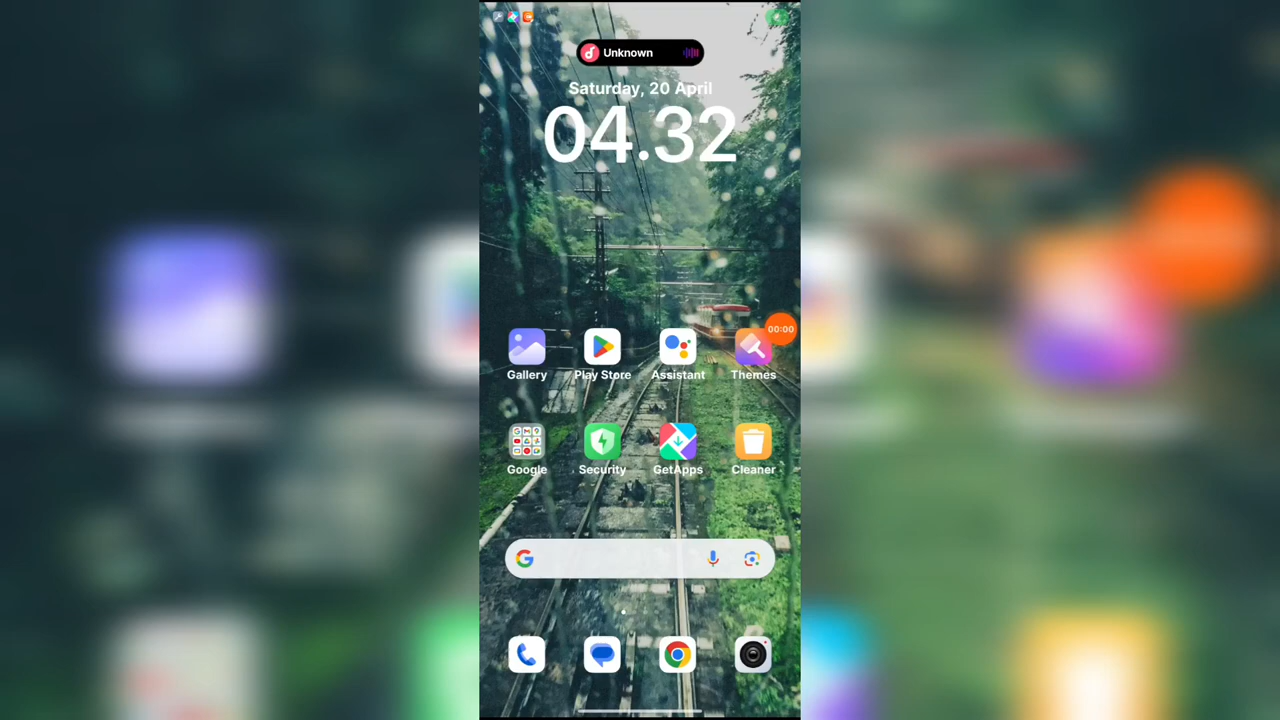 Unknown
Saturday, 20 April
04.32
00:00
Gallery
Play Store
Assistant
Themes
Google
Security
GetApps
Cleaner